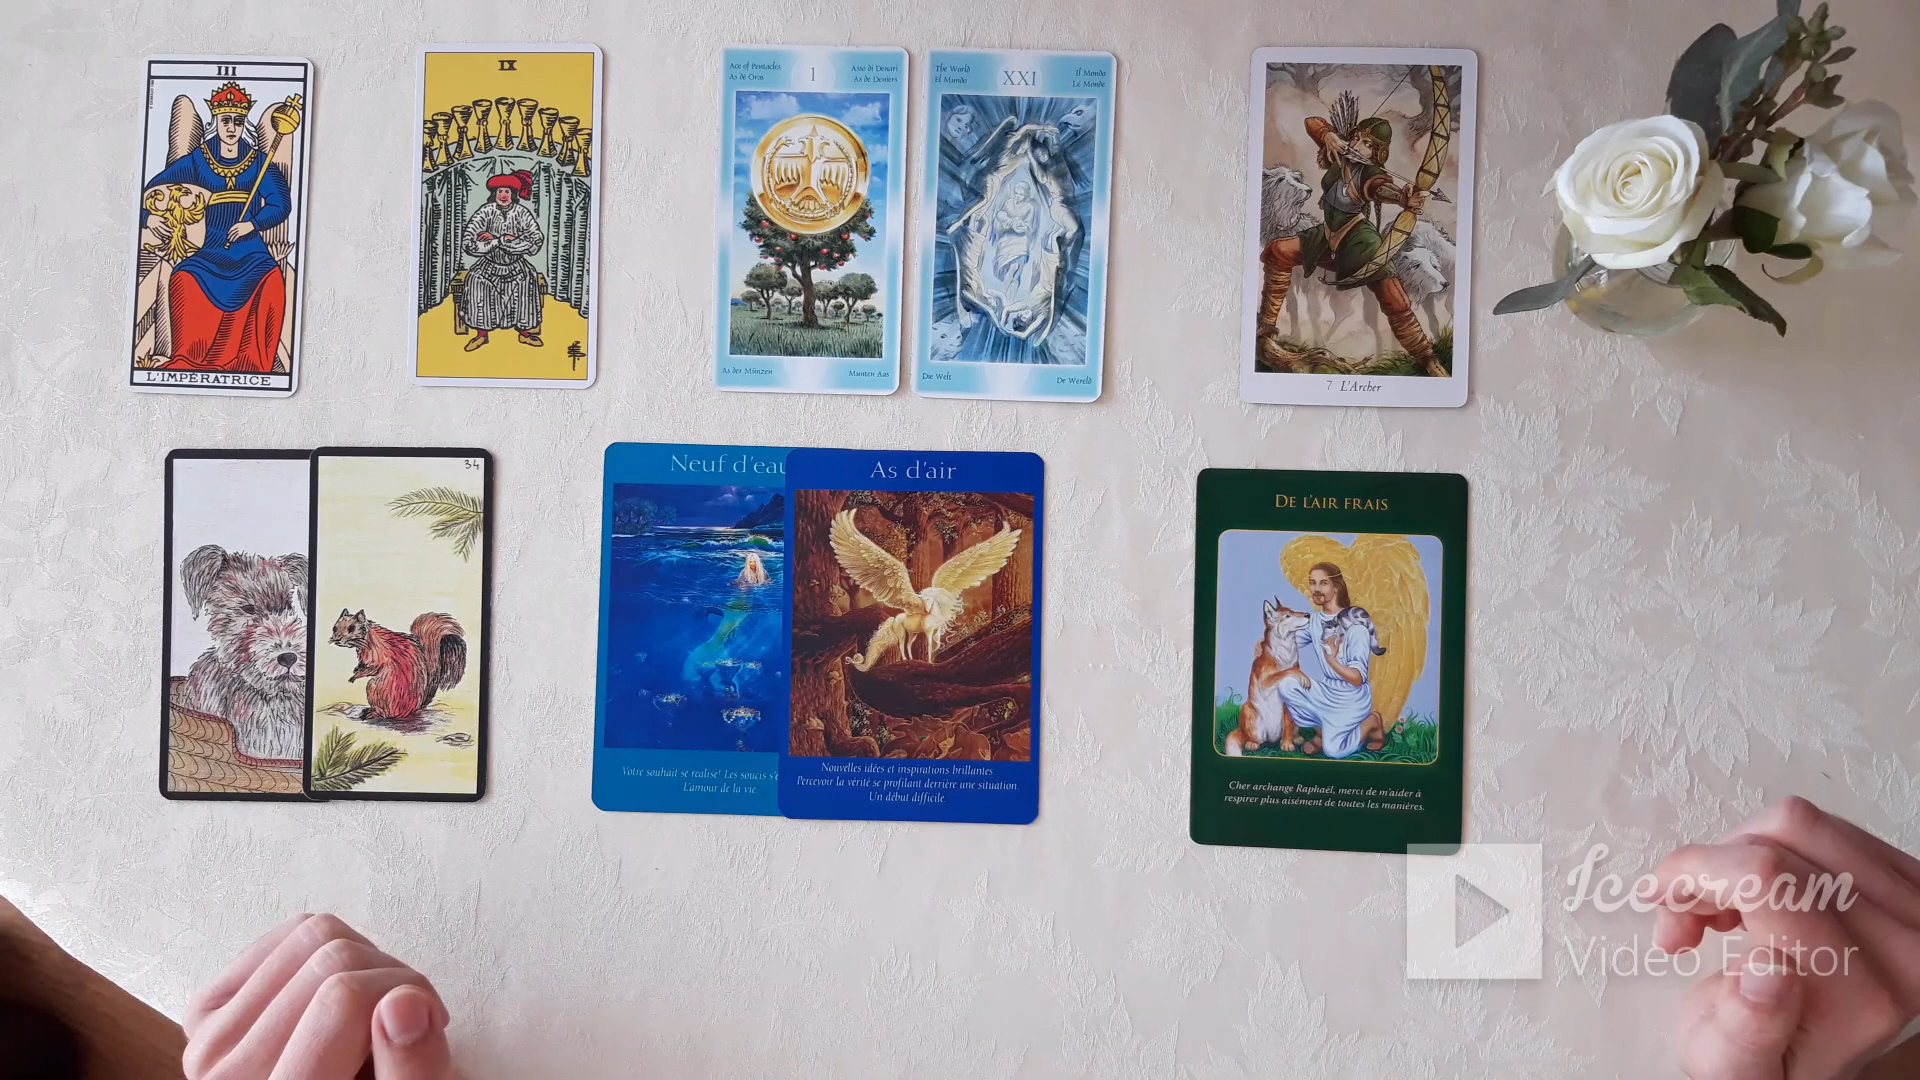 III
L'IMPÉRATRICE
IX
Ace of Pentacles
As de Oros
1
Asso di Denari
As de Deniers
As der Münzen
Munten Aas
The World
El Mundo
XXI
Il Mondo
Le Monde
Die Welt
De Wereld
7 L'Archer
34
Neuf d'eau
Votre souhait se réalise! Les soucis s'e
L'amour de la vie
As d'air
Nouvelles idées et inspirations brillantes.
Percevoir la vérité se profilant derrière une situation.
Un début difficile.
DE L'AIR FRAIS
Cher archange Raphaël, merci de m'aider à
respirer plus aisément de toutes les manières.
Icecream
Video Editor